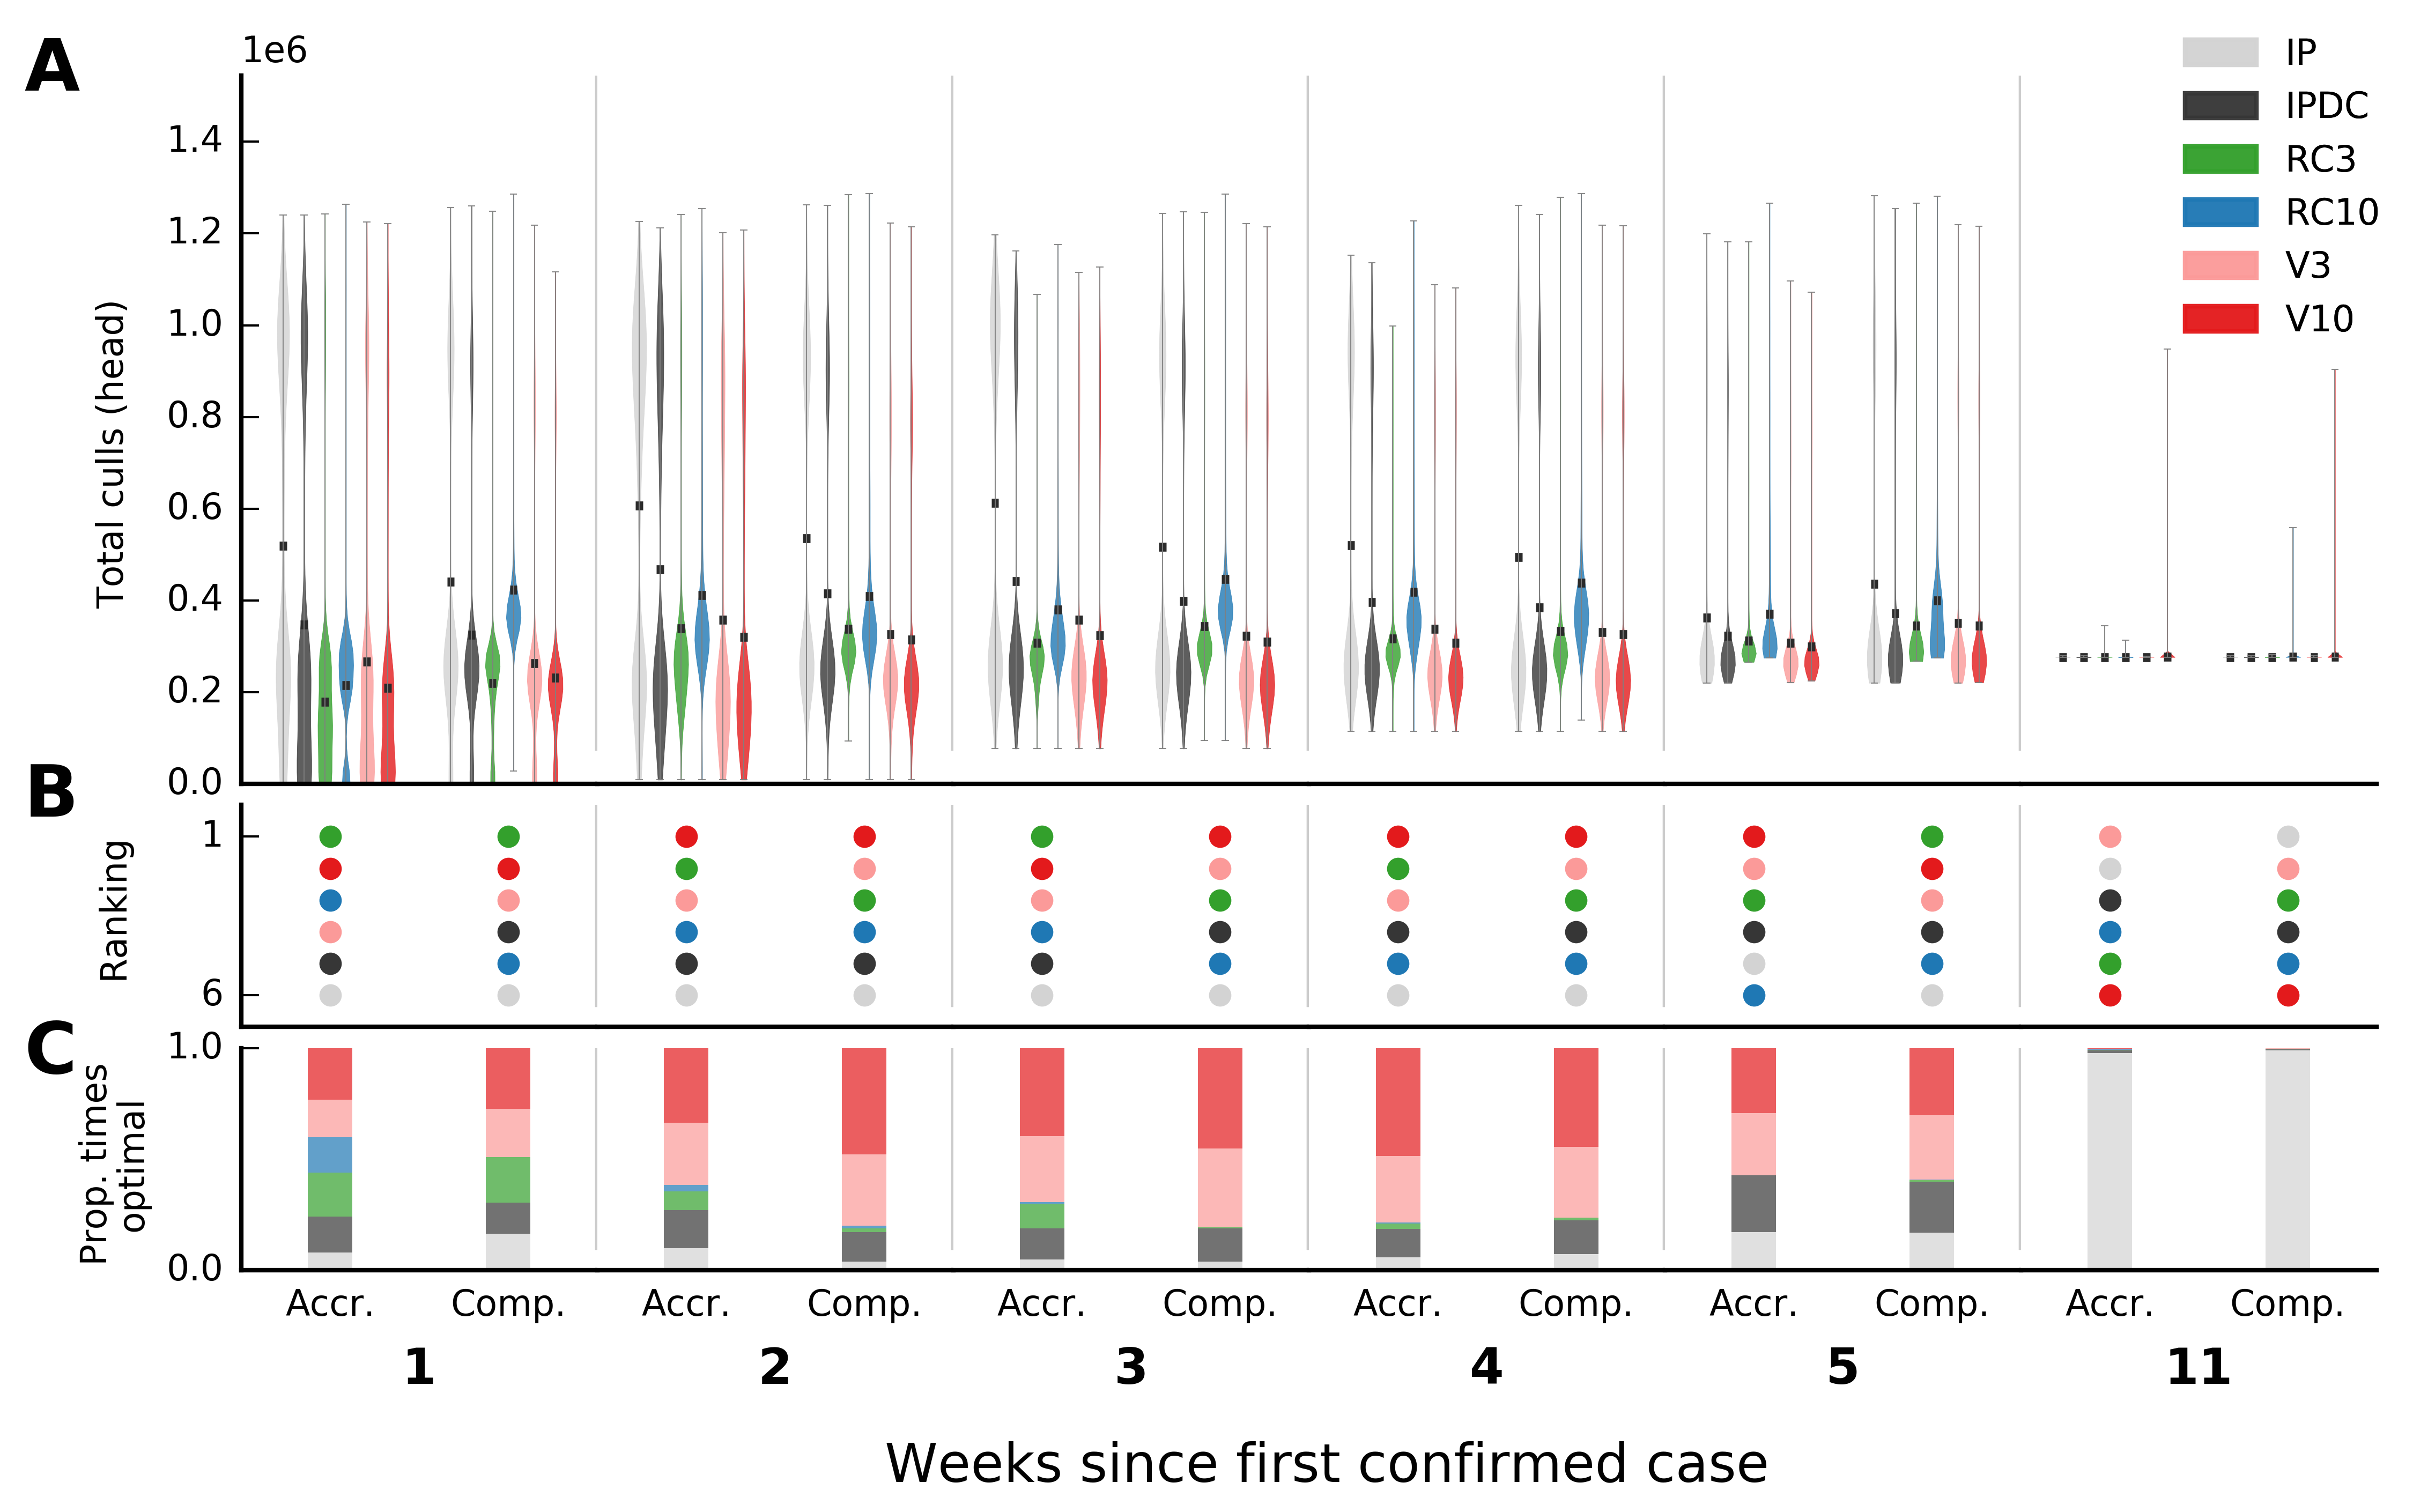 A
1e6
IP
IPDC
RC3
RC10
V3
V10
1.4
1.2
1.0
0.8
0.6
0.4
0.2
0.0
Total culls (head)
B
1
6
Ranking
C
1.0
0.0
Prop. times
optimal
Accr. Comp. Accr. Comp. Accr. Comp. Accr. Comp. Accr. Comp. Accr. Comp.
1 2 3 4 5 11
Weeks since first confirmed case